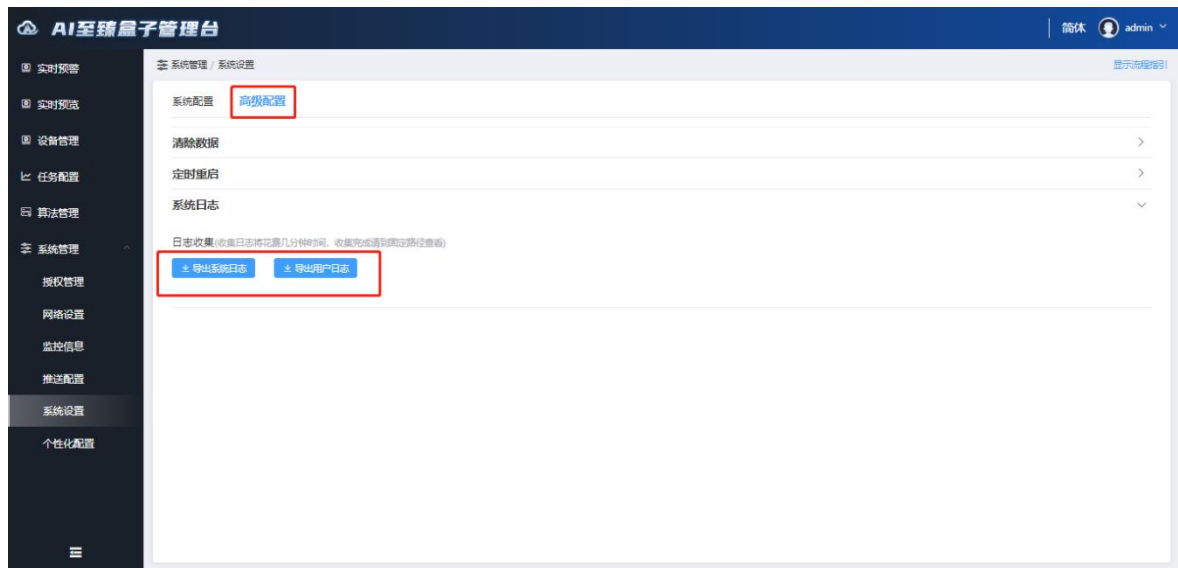 AI至臻盒子管理台
简体 admin
实时预警
实时预览
设备管理
任务配置
算法管理
系统管理
授权管理
网络设置
监控信息
推送配置
系统设置
个性化配置
系统管理 / 系统设置
显示流程指引
系统配置 高级配置
清除数据
定时重启
系统日志
日志收集(收集日志将花费几分钟时间，收集完成请到固定路径查看)
导出系统日志 导出用户日志